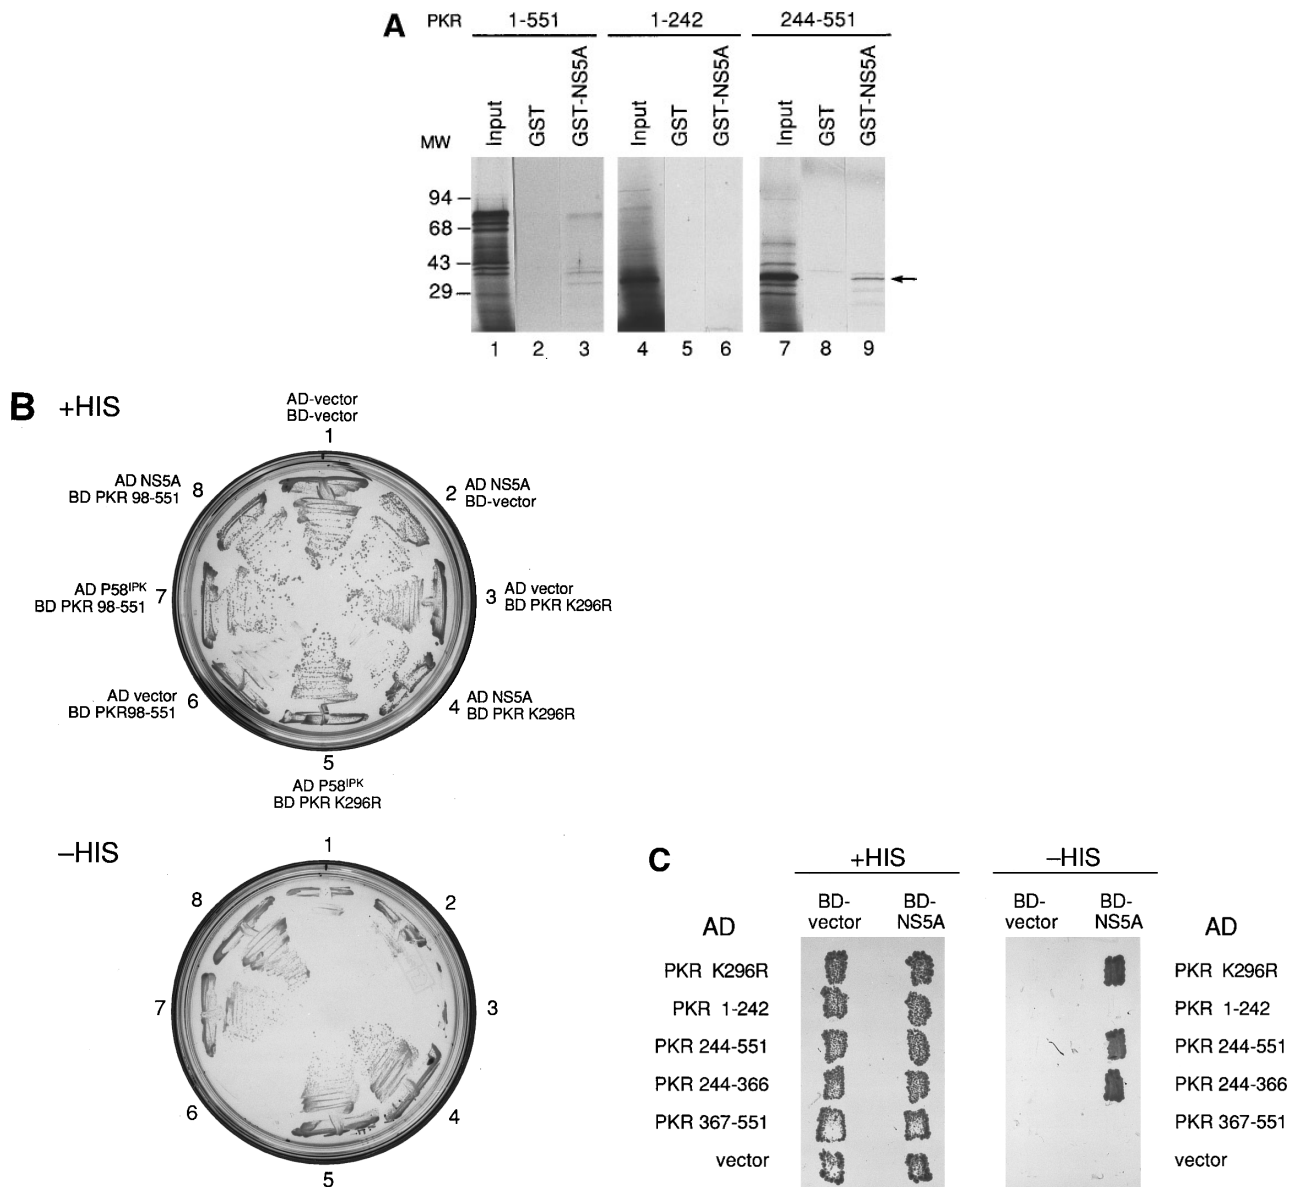 A PKR 1-551 1-242 244-551
Input GST GST-NS5A Input GST GST-NS5A Input GST GST-NS5A
MW
94
68
43
29
1 2 3 4 5 6 7 8 9
B +HIS
AD-vector
BD-vector
1
AD NS5A
BD-vector
2
AD vector
BD PKR K296R
3
AD NS5A
BD PKR K296R
4
5
AD P58IPK
BD PKR K296R
AD vector
BD PKR98-551
6
AD P58IPK
BD PKR 98-551
7
AD NS5A
BD PKR 98-551
8
–HIS
1
2
3
4
5
6
7
8
C +HIS –HIS
BD-
vector
BD-
NS5A
BD-
vector
BD-
NS5A
AD AD
PKR K296R PKR K296R
PKR 1-242 PKR 1-242
PKR 244-551 PKR 244-551
PKR 244-366 PKR 244-366
PKR 367-551 PKR 367-551
vector vector